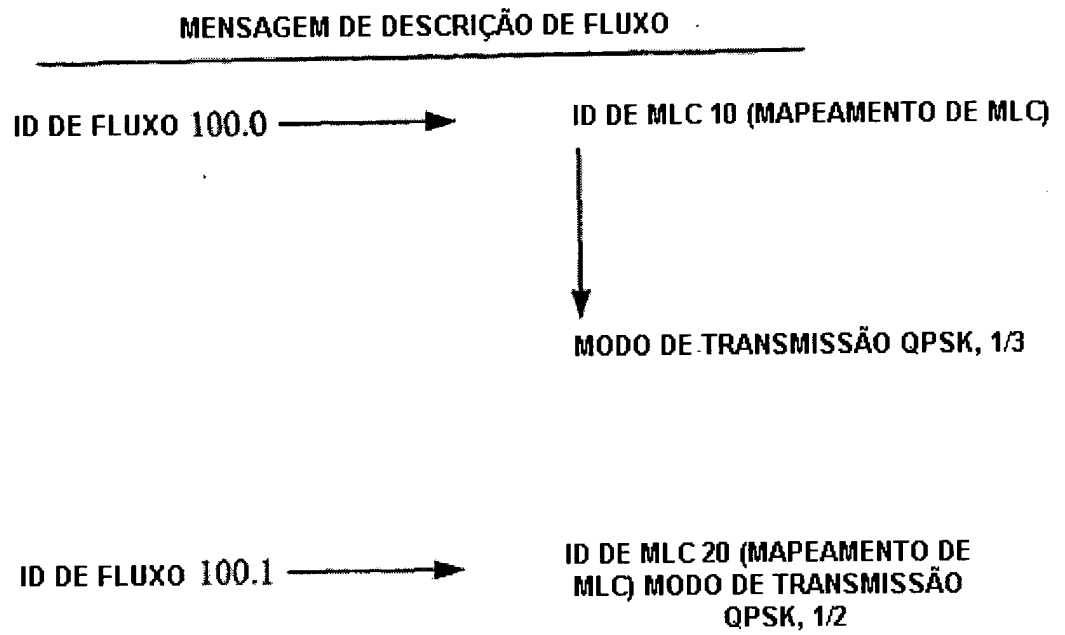 MENSAGEM DE DESCRIÇÃO DE FLUXO
ID DE FLUXO 100.0
ID DE MLC 10 (MAPEAMENTO DE MLC)
MODO DE TRANSMISSÃO QPSK, 1/3
ID DE FLUXO 100.1
ID DE MLC 20 (MAPEAMENTO DE
MLC) MODO DE TRANSMISSÃO
QPSK, 1/2